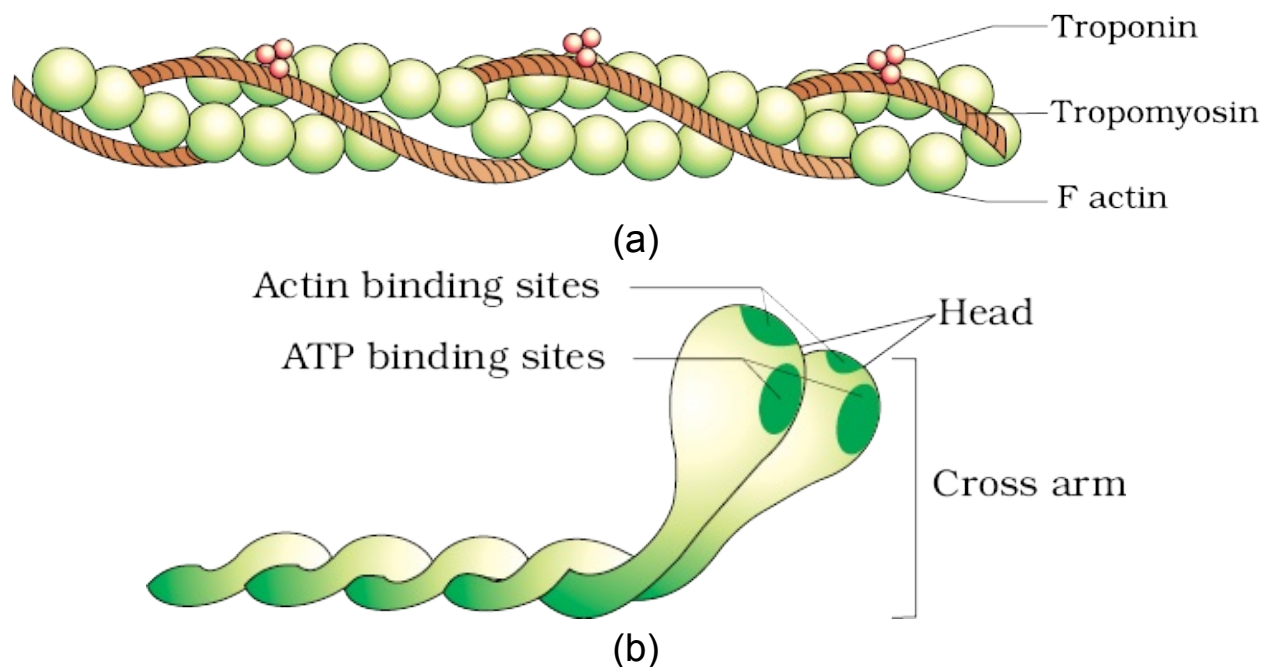 Troponin
Tropomyosin
F actin
(a)
Actin binding sites
Head
ATP binding sites
Cross arm
(b)